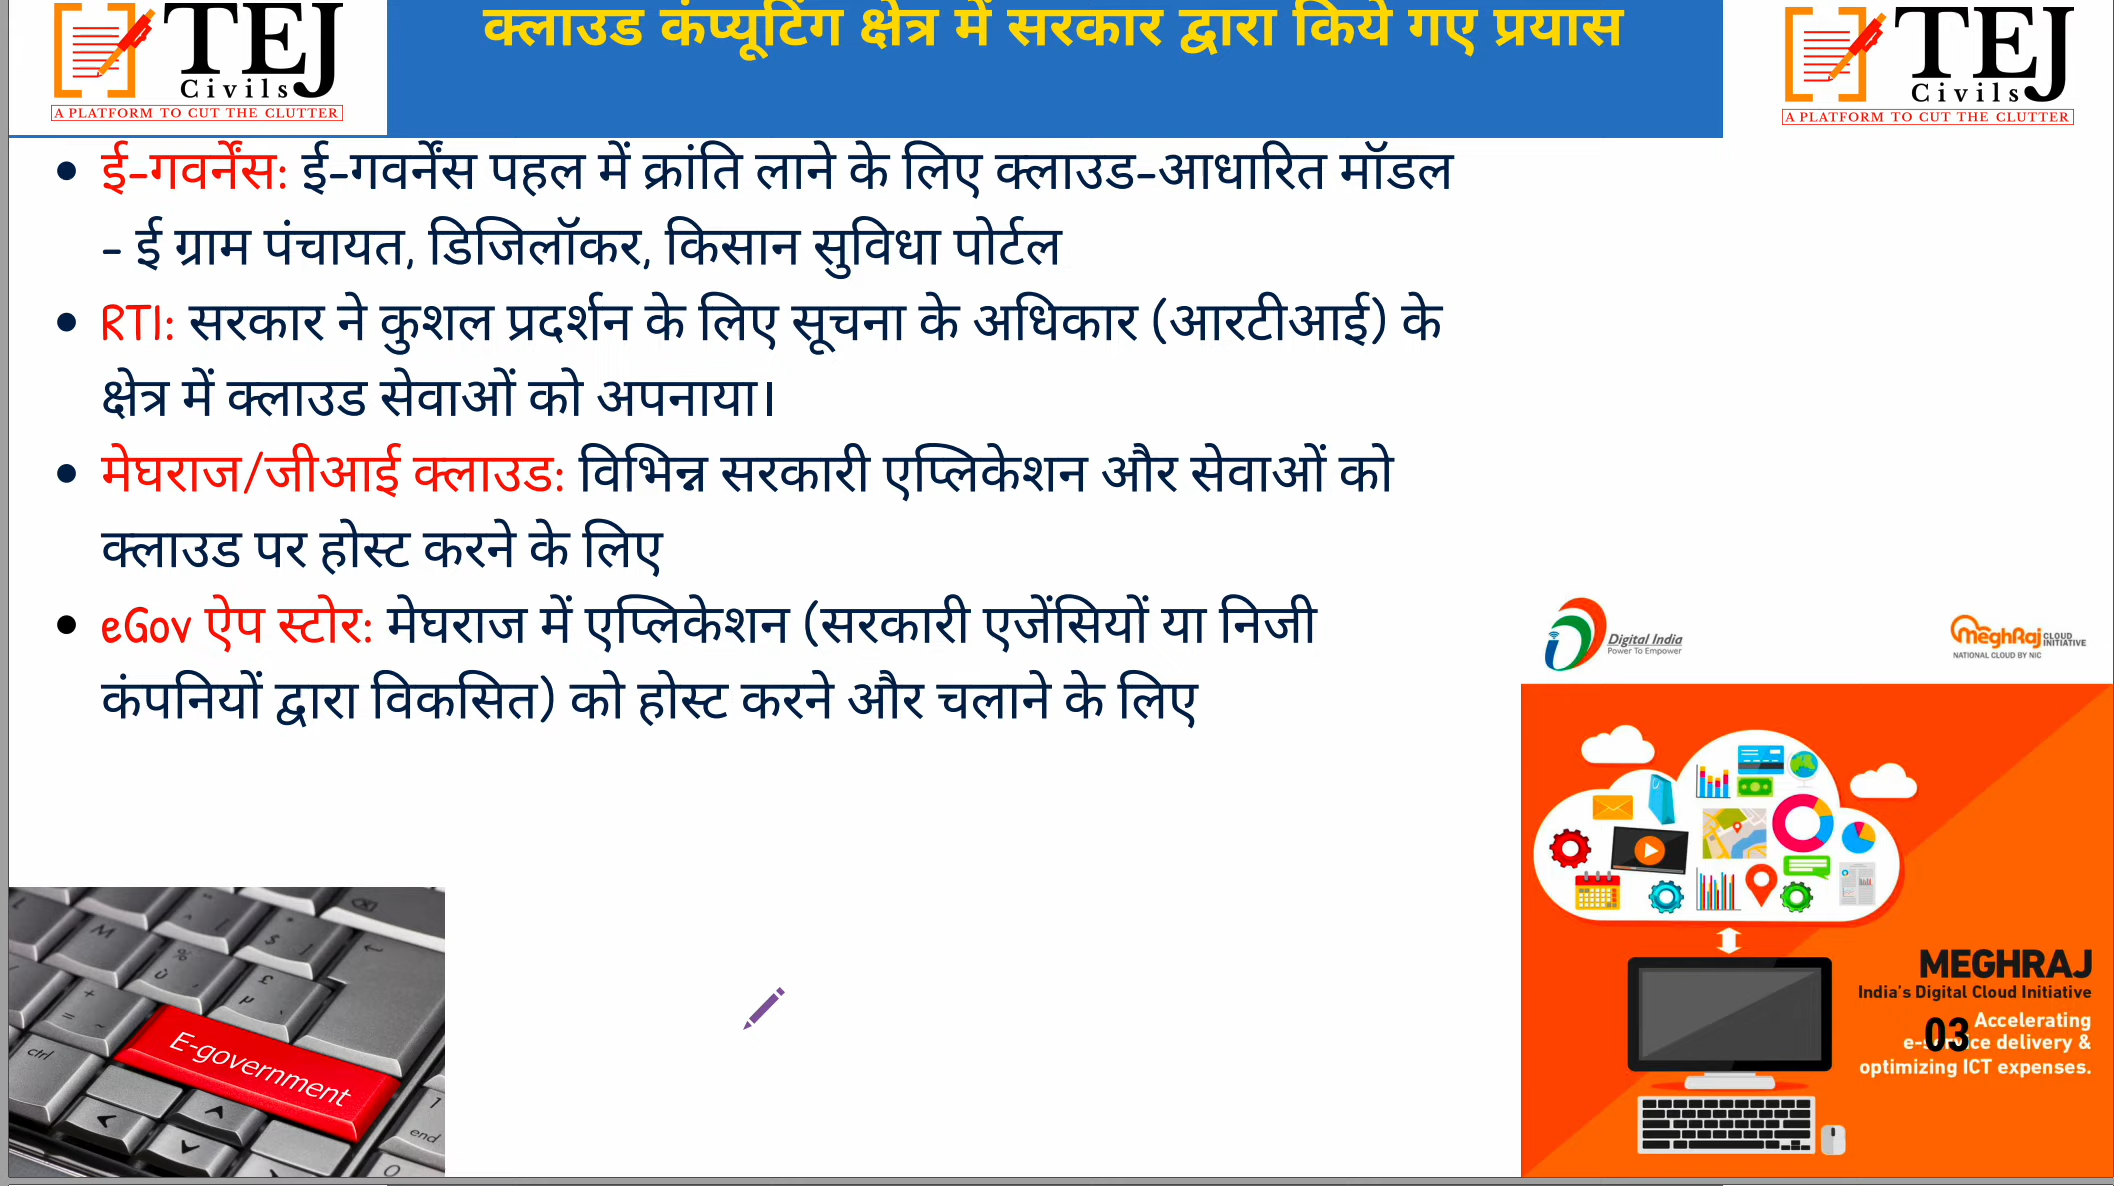 TEJ
Civils
A PLATFORM TO CUT THE CLUTTER
क्लाउड कंप्यूटिंग क्षेत्र में सरकार द्वारा किये गए प्रयास
TEJ
Civils
A PLATFORM TO CUT THE CLUTTER
• ई-गवर्नेंस: ई-गवर्नेंस पहल में क्रांति लाने के लिए क्लाउड-आधारित मॉडल
- ई ग्राम पंचायत, डिजिलॉकर, किसान सुविधा पोर्टल
• RTI: सरकार ने कुशल प्रदर्शन के लिए सूचना के अधिकार (आरटीआई) के
क्षेत्र में क्लाउड सेवाओं को अपनाया।
• मेघराज/जीआई क्लाउड: विभिन्न सरकारी एप्लिकेशन और सेवाओं को
क्लाउड पर होस्ट करने के लिए
• eGov ऐप स्टोर: मेघराज में एप्लिकेशन (सरकारी एजेंसियों या निजी
कंपनियों द्वारा विकसित) को होस्ट करने और चलाने के लिए
Digital India
Power To Empower
MeghRaj CLOUD INITIATIVE
NATIONAL CLOUD BY NIC
MEGHRAJ
India's Digital Cloud Initiative
Accelerating
e-service delivery &
optimizing ICT expenses.
03
E-government
ctrl
end